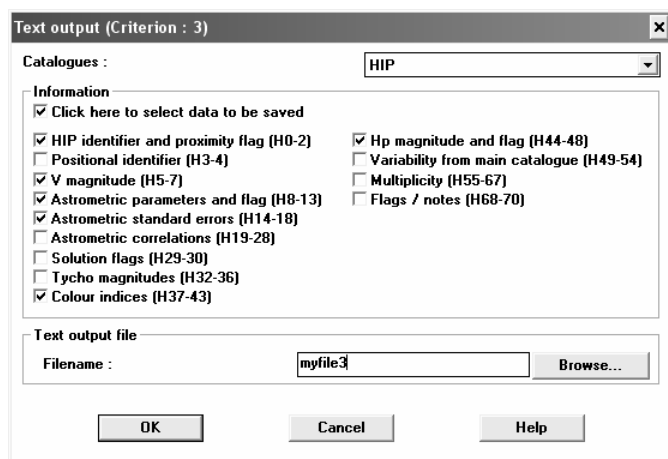 Text output (Criterion : 3)
Catalogues :
HIP
Information
Click here to select data to be saved
HIP identifier and proximity flag (H0-2)
Positional identifier (H3-4)
V magnitude (H5-7)
Astrometric parameters and flag (H8-13)
Astrometric standard errors (H14-18)
Astrometric correlations (H19-28)
Solution flags (H29-30)
Tycho magnitudes (H32-36)
Colour indices (H37-43)
Hp magnitude and flag (H44-48)
Variability from main catalogue (H49-54)
Multiplicity (H55-67)
Flags / notes (H68-70)
Text output file
Filename :
myfile3
Browse...
OK
Cancel
Help